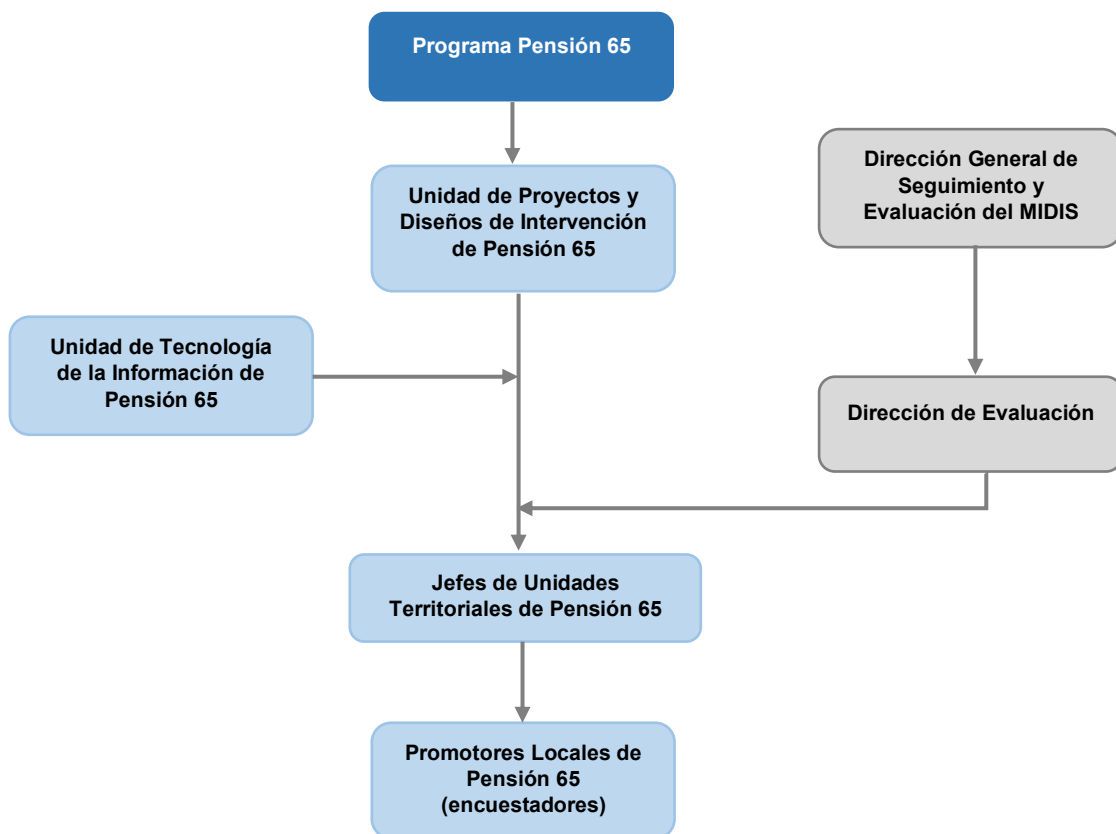 Programa Pensión 65
Unidad de Proyectos y
Diseños de Intervención
de Pensión 65
Dirección General de
Seguimiento y
Evaluación del MIDIS
Unidad de Tecnología
de la Información de
Pensión 65
Dirección de Evaluación
Jefes de Unidades
Territoriales de Pensión 65
Promotores Locales de
Pensión 65
(encuestadores)